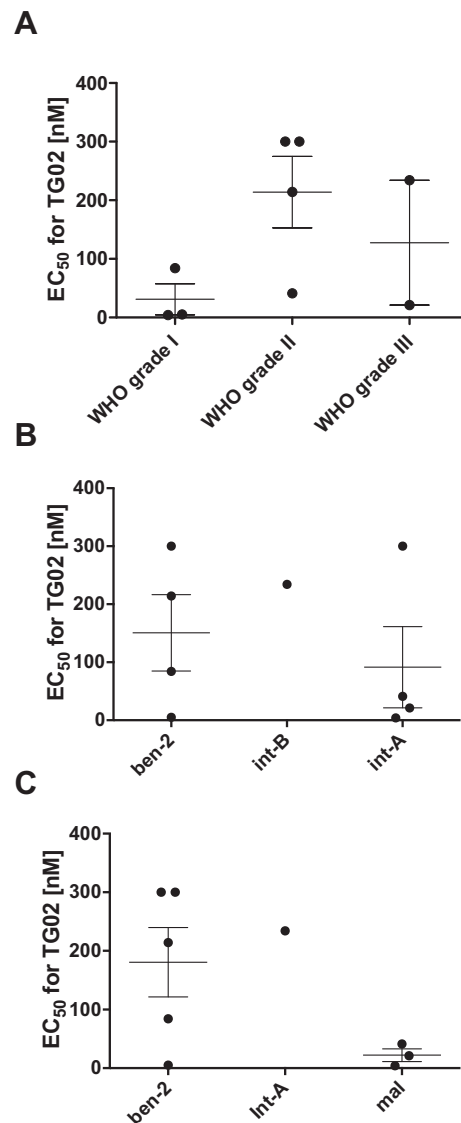 A
EC50 for TG02 [nM]
400
300
200
100
0
WHO grade I
WHO grade II
WHO grade III
B
EC50 for TG02 [nM]
400
300
200
100
0
ben-2
int-B
int-A
C
EC50 for TG02 [nM]
400
300
200
100
0
ben-2
Int-A
mal